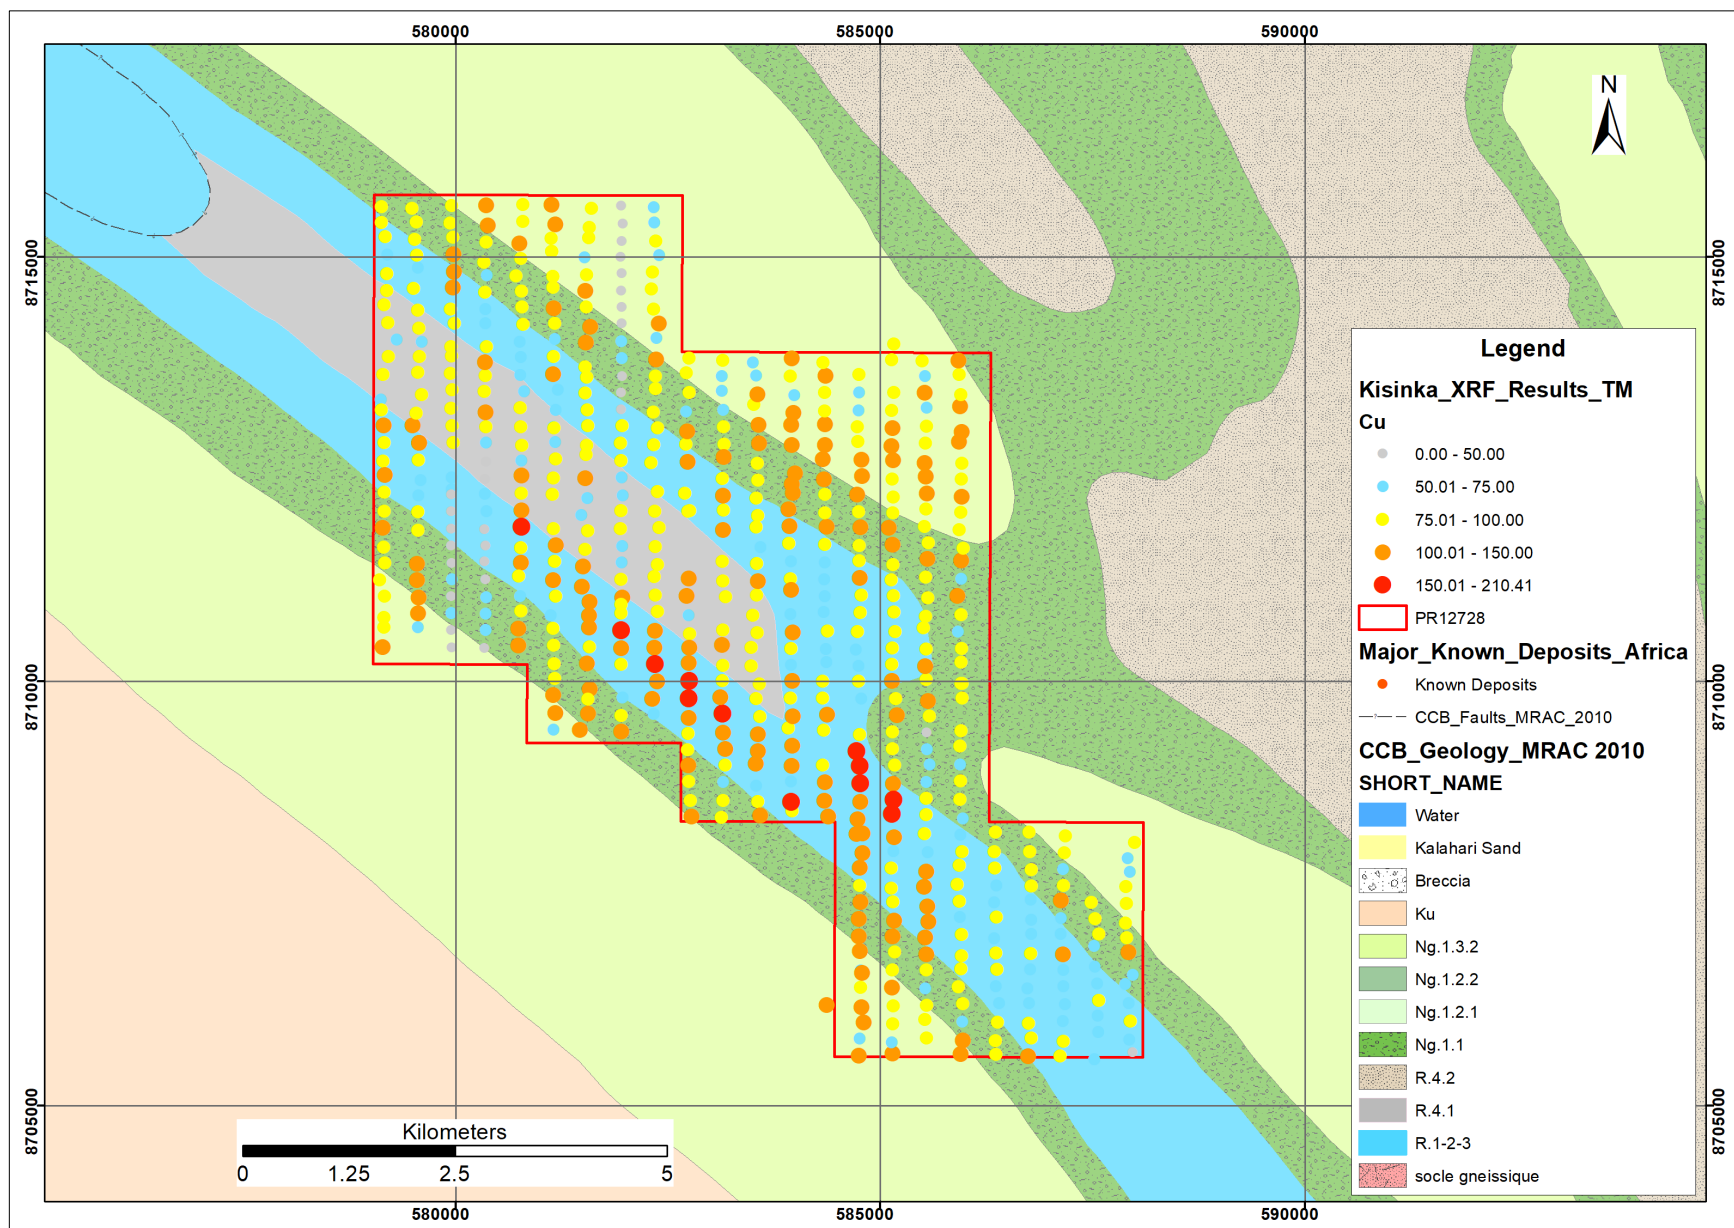 580000
585000
590000
N
8715000
8715000
Legend
Kisinka_XRF_Results_TM
Cu
0.00 - 50.00
50.01 - 75.00
75.01 - 100.00
100.01 - 150.00
150.01 - 210.41
PR12728
Major_Known_Deposits_Africa
Known Deposits
8710000
8710000
CCB_Faults_MRAC_2010
CCB_Geology_MRAC 2010
SHORT_NAME
Water
Kalahari Sand
Breccia
Ku
Ng.1.3.2
Ng.1.2.2
Ng.1.2.1
Ng.1.1
R.4.2
R.4.1
8705000
8705000
R.1-2-3
socle gneissique
Kilometers
0 1.25 2.5 5
580000
585000
590000